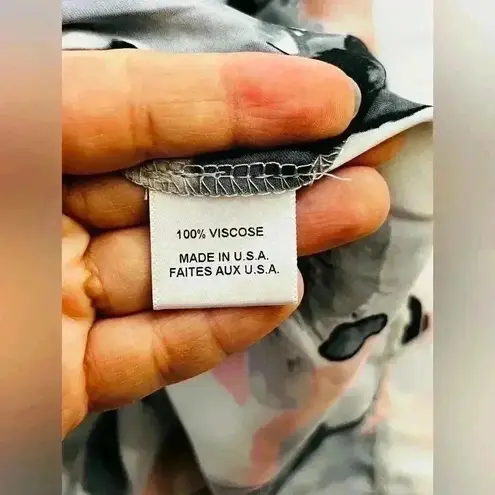 100% VISCOSE
MADE IN U.S.A.
FAITES AUX U.S.A.